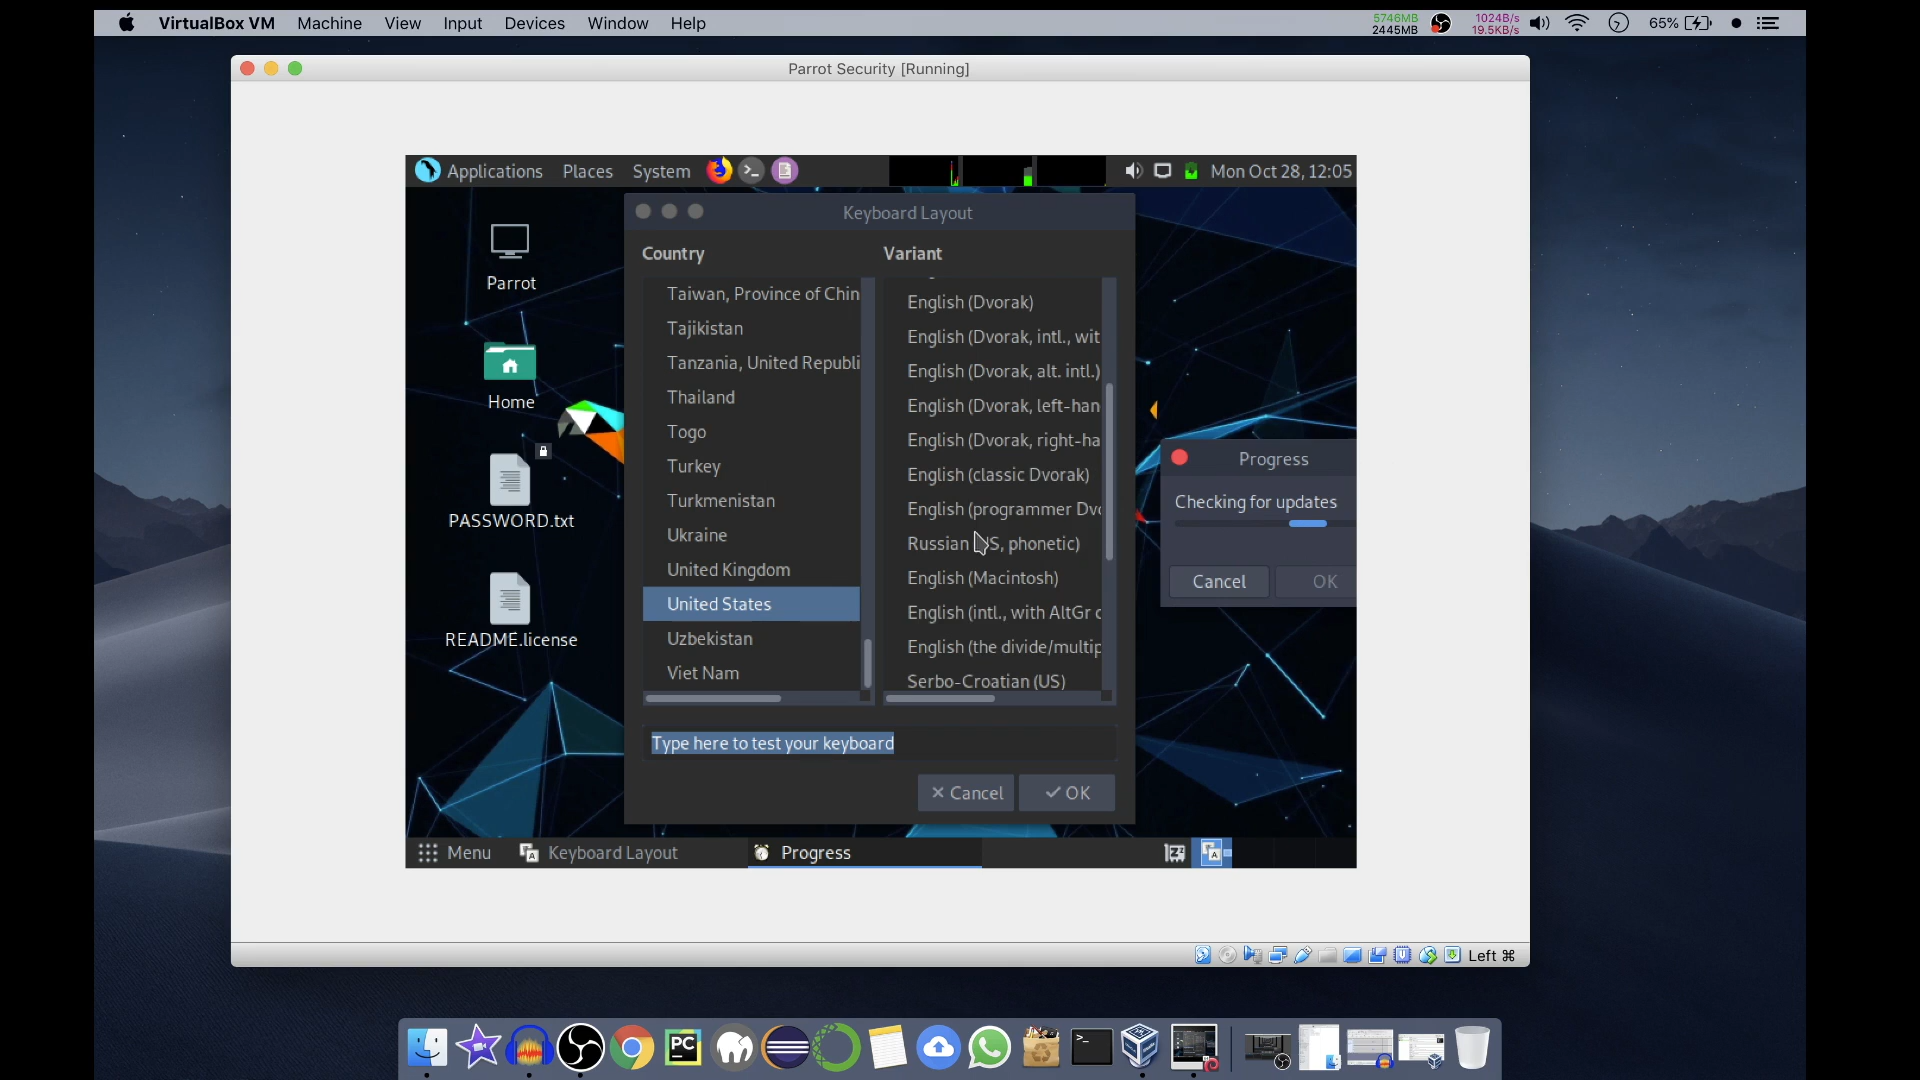 VirtualBox VM Machine View Input Devices Window Help
5746MB
2445MB
1024B/s
19.5KB/s
65%
Parrot Security [Running]
Applications Places System
Mon Oct 28, 12:05
Keyboard Layout
Country
Variant
Taiwan, Province of Chin
Tajikistan
Tanzania, United Republi
Thailand
Togo
Turkey
Turkmenistan
Ukraine
United Kingdom
United States
Uzbekistan
Viet Nam
English (Dvorak)
English (Dvorak, intl., wit
English (Dvorak, alt. intl.)
English (Dvorak, left-han
English (Dvorak, right-ha
English (classic Dvorak)
English (programmer Dvo
Russian (US, phonetic)
English (Macintosh)
English (intl., with AltGr c
English (the divide/multip
Serbo-Croatian (US)
Type here to test your keyboard
Cancel
OK
Parrot
Home
PASSWORD.txt
README.license
Progress
Checking for updates
Cancel
OK
Menu
Keyboard Layout
Progress
Left ⌘
PC